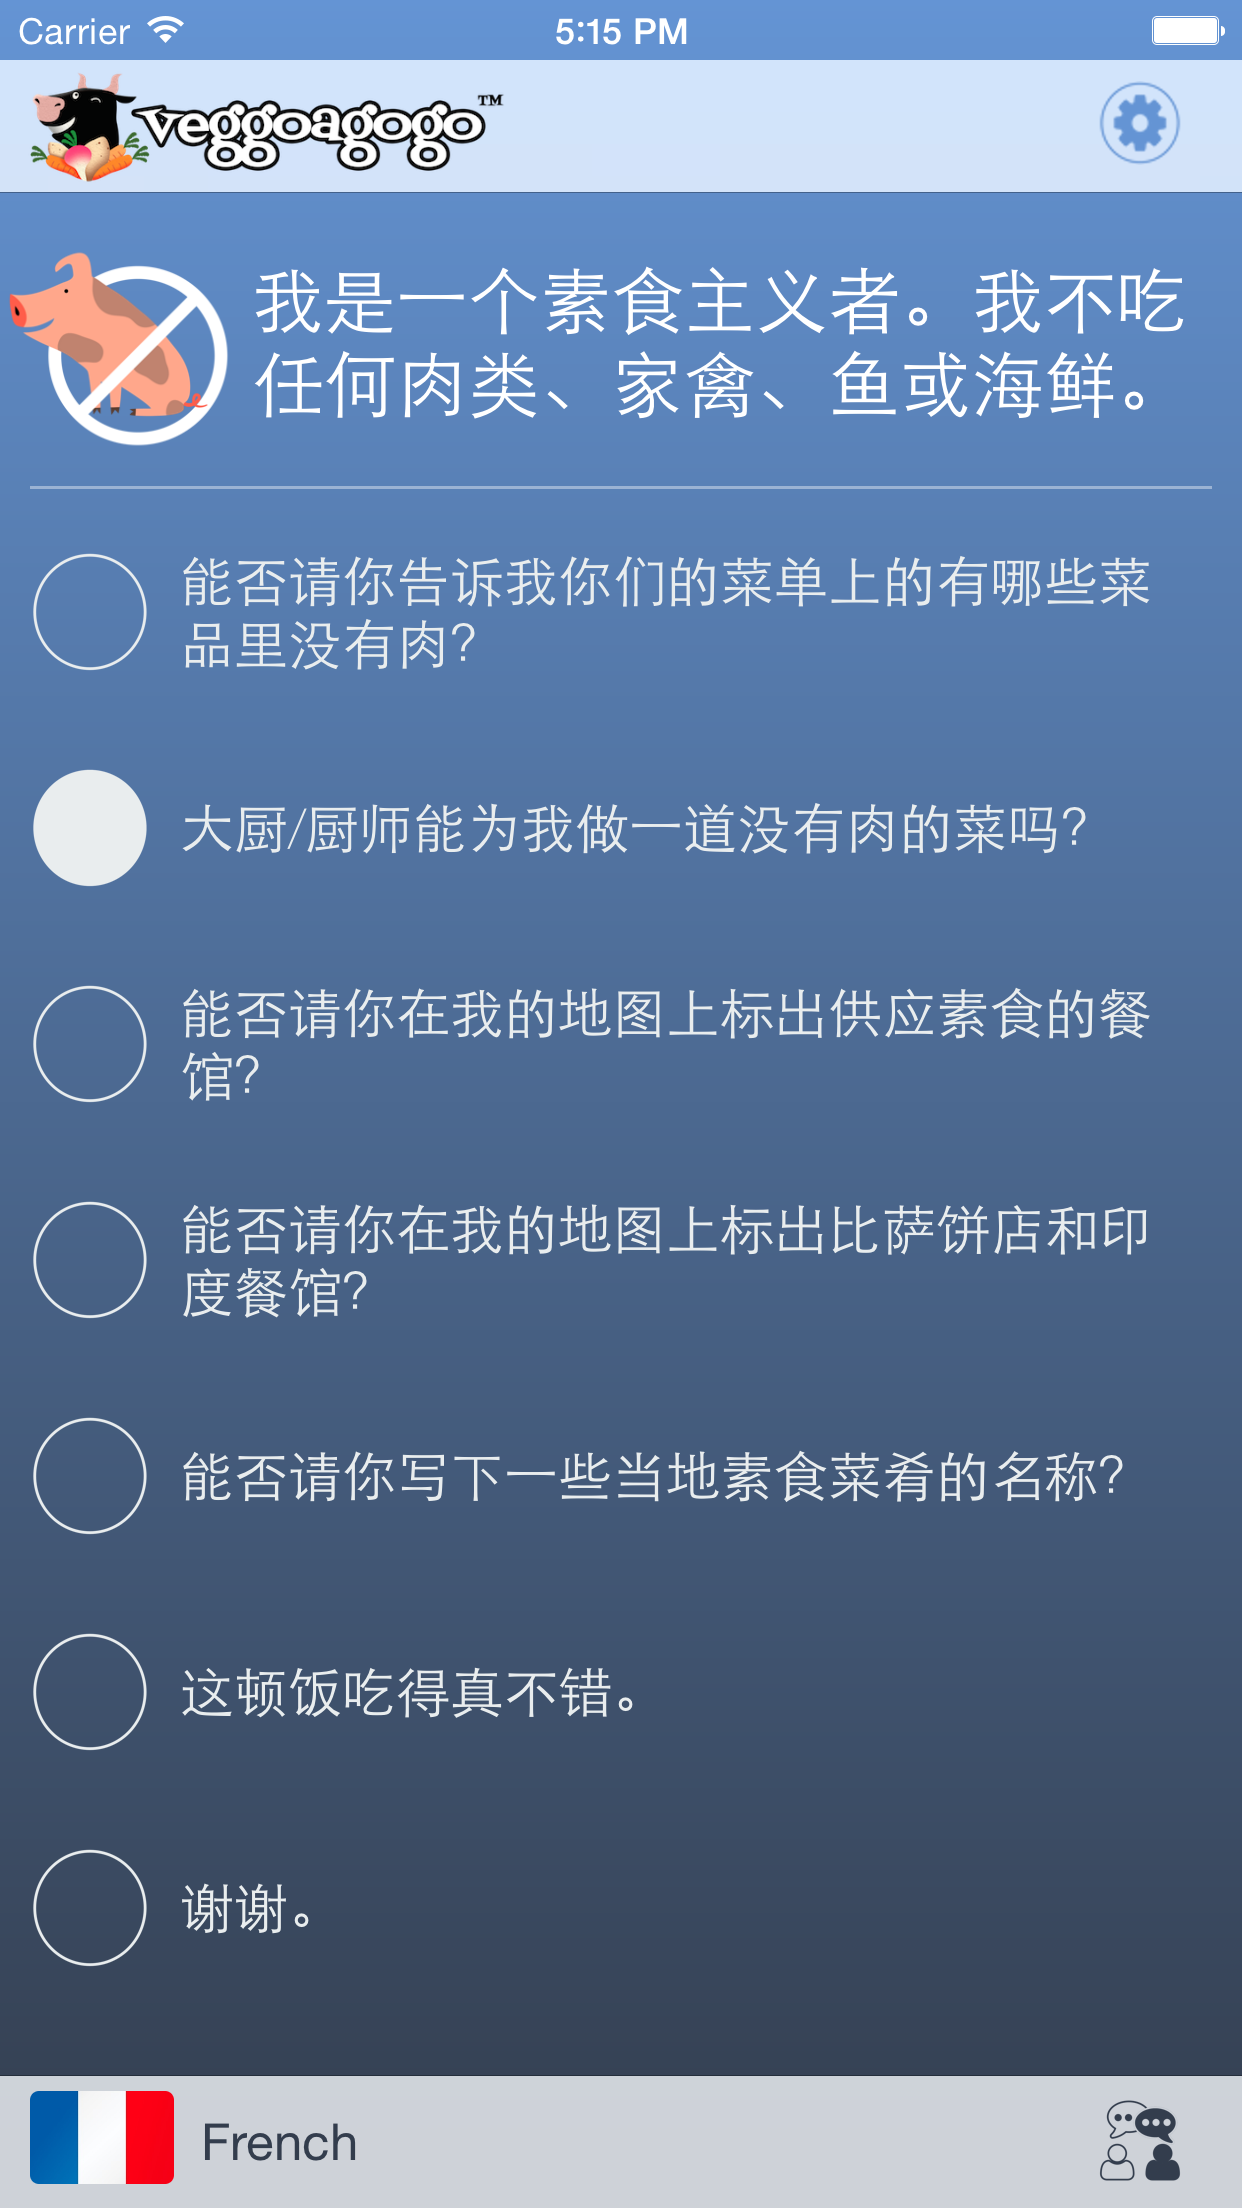 Carrier 5:15 PM
veggoagogo™
我是一个素食主义者。我不吃
任何肉类、家禽、鱼或海鲜。
能否请你告诉我你们的菜单上的有哪些菜
品里没有肉?
大厨/厨师能为我做一道没有肉的菜吗?
能否请你在我的地图上标出供应素食的餐
馆?
能否请你在我的地图上标出比萨饼店和印
度餐馆?
能否请你写下一些当地素食菜肴的名称?
这顿饭吃得真不错。
谢谢。
French